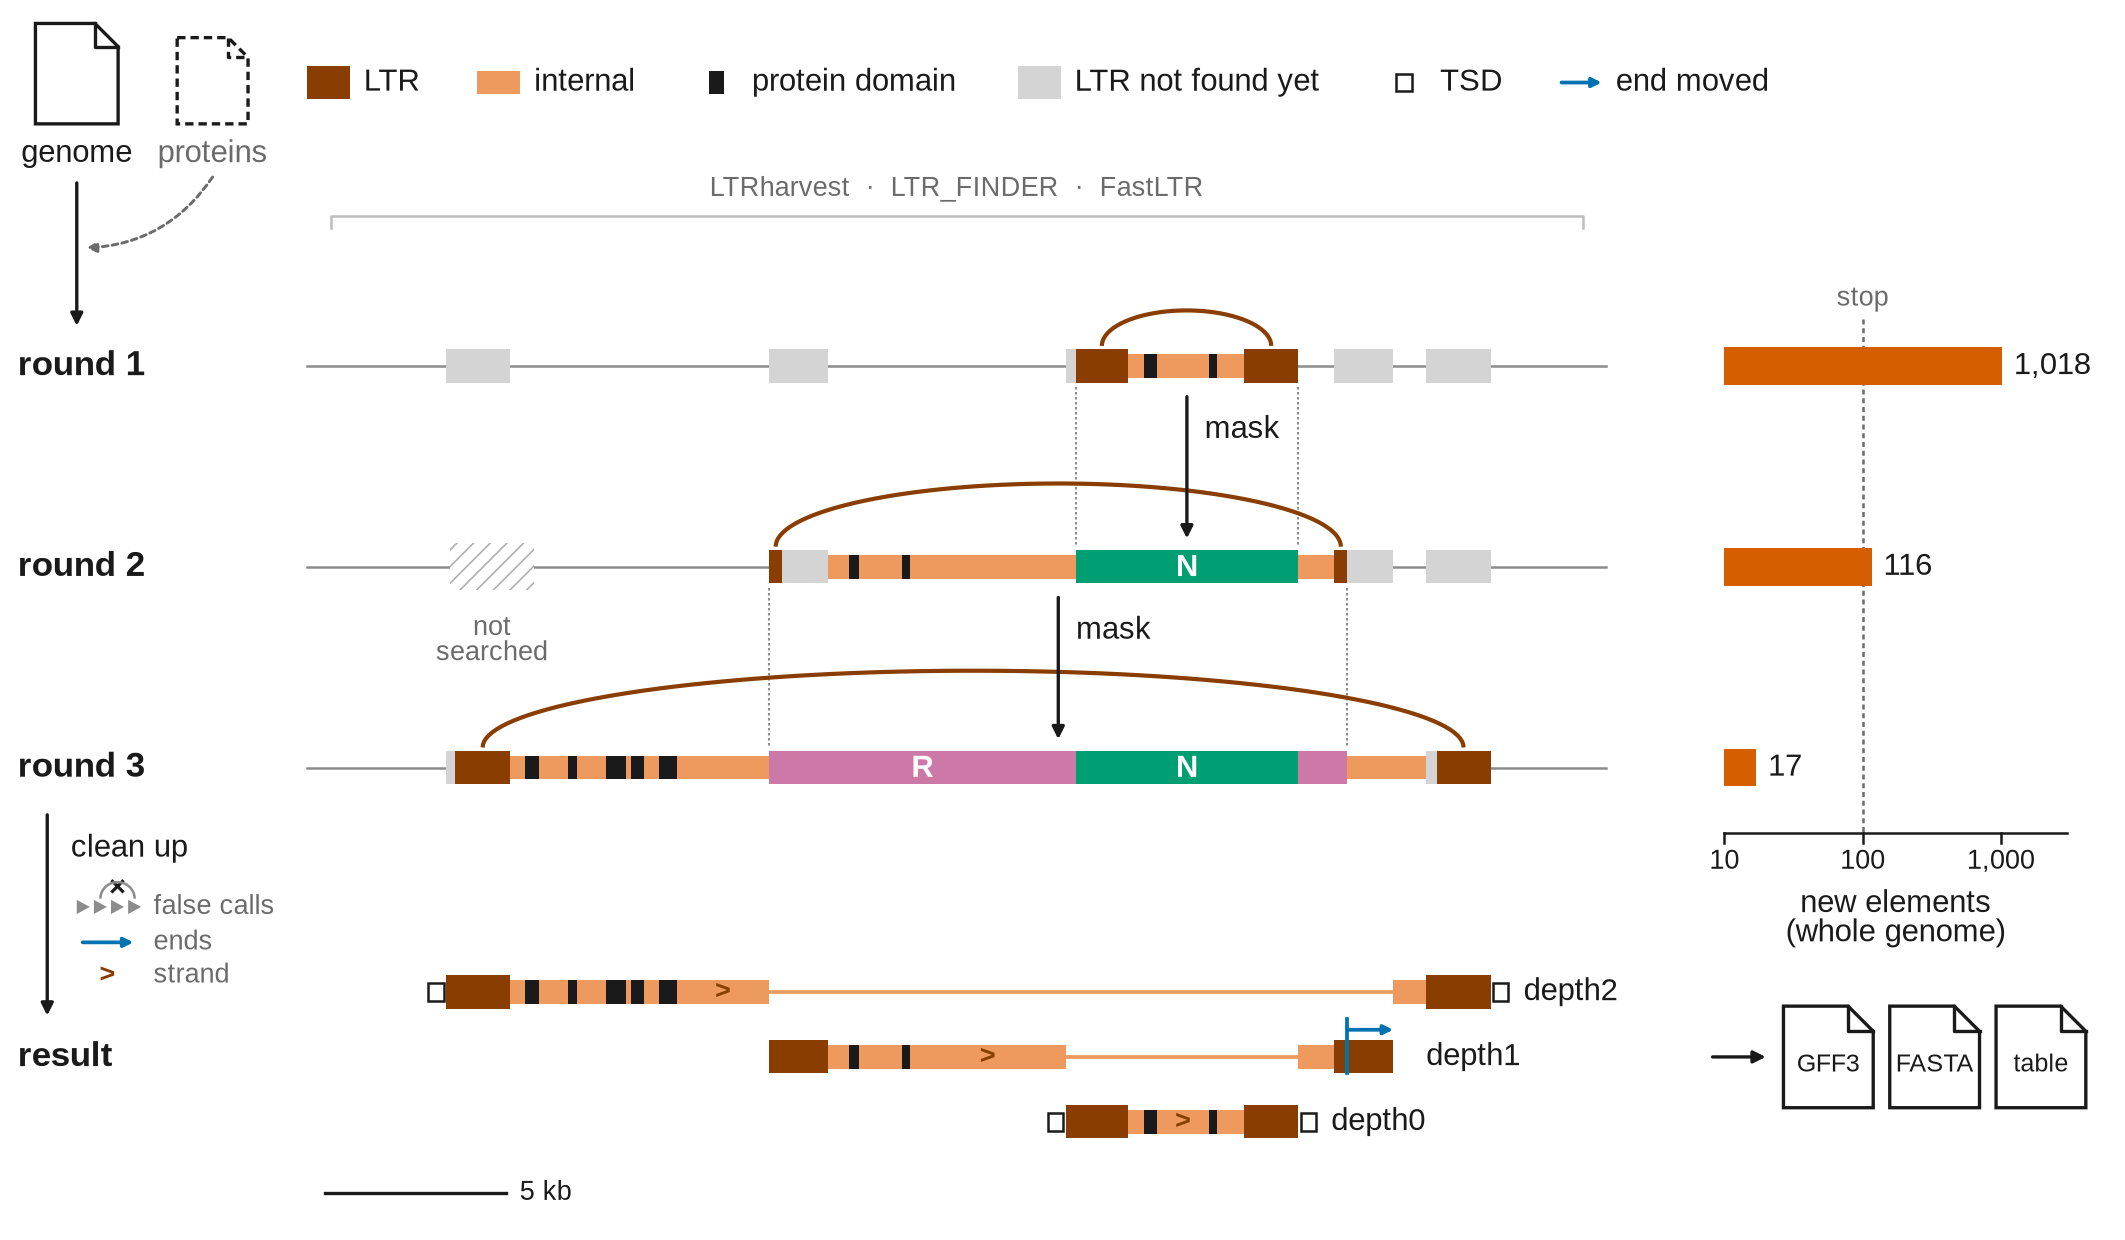 genome
proteins
LTR
internal
protein domain
LTR not found yet
TSD
end moved
LTRharvest · LTR_FINDER · FastLTR
stop
round 1
1,018
mask
round 2
N
116
not
searched
mask
round 3
R
N
17
clean up
false calls
ends
> strand
10
100
1,000
new elements
(whole genome)
>
depth2
result
>
depth1
GFF3
FASTA
table
>
depth0
5 kb